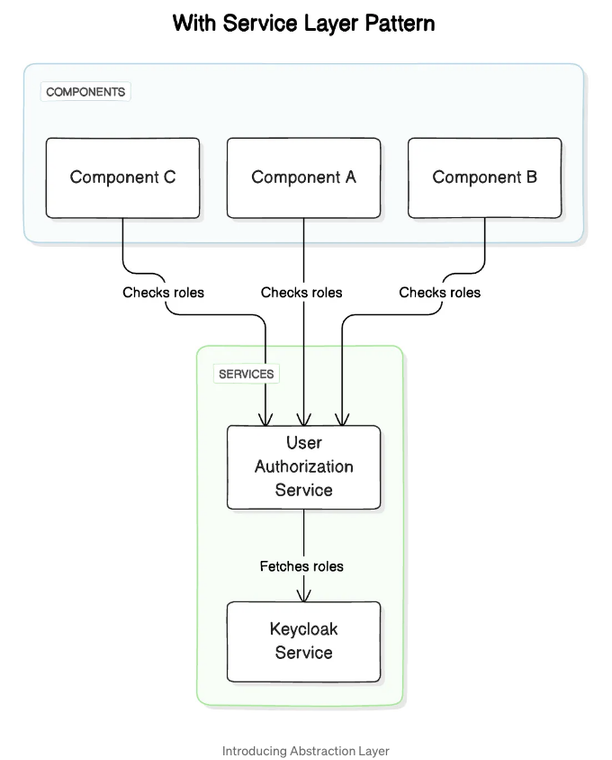 With Service Layer Pattern
COMPONENTS
Component C
Component A
Component B
Checks roles
Checks roles
Checks roles
SERVICES
User
Authorization
Service
Fetches roles
Keycloak
Service
Introducing Abstraction Layer